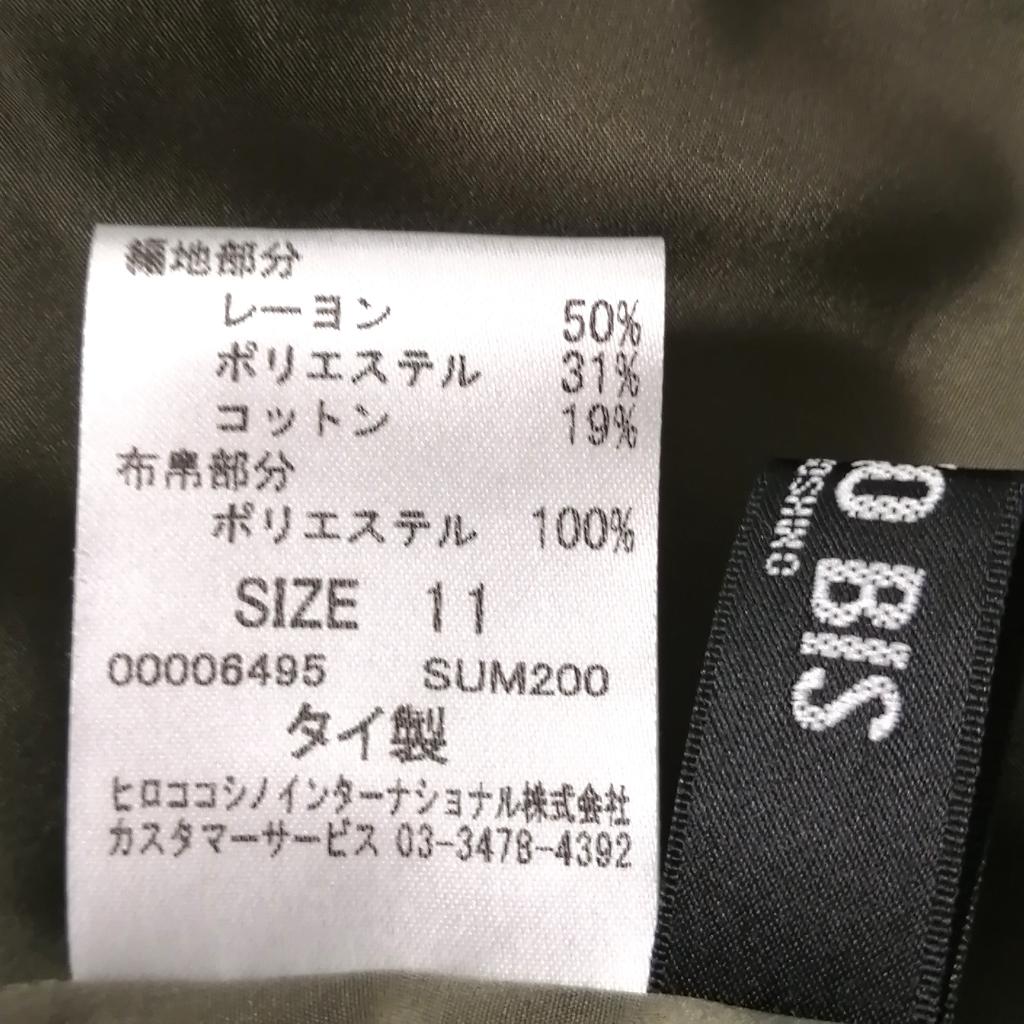 編地部分
レーヨン 50%
ポリエステル 31%
コットン 19%
布帛部分
ポリエステル 100%
SIZE 11
00006495 SUM200
タイ製
ヒロココシノインターナショナル株式会社
カスタマーサービス 03-3478-4392
O BIS